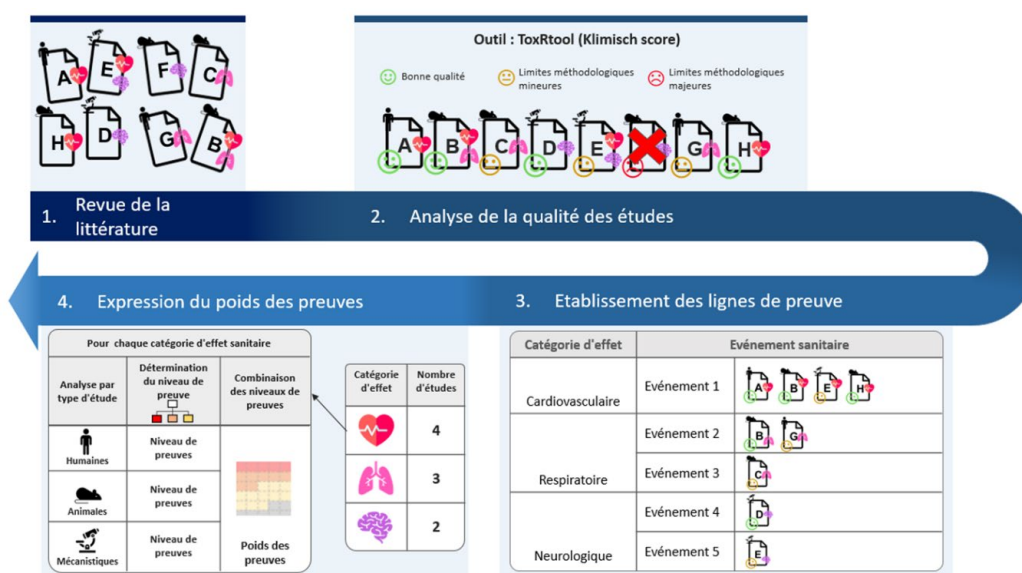 A E F C
H D G B
Outil : ToxRtool (Klimisch score)
Bonne qualité
Limites méthodologiques
mineures
Limites méthodologiques
majeures
A B C D E G H
1. Revue de la
littérature
2. Analyse de la qualité des études
4. Expression du poids des preuves
3. Etablissement des lignes de preuve
Pour chaque catégorie d'effet sanitaire
Analyse par
type d'étude
Détermination
du niveau de
preuve
Combinaison
des niveaux de
preuves
Humaines
Niveau de
preuves
Animales
Niveau de
preuves
Mécanistiques
Niveau de
preuves
Poids des
preuves
Catégorie
d'effet
Nombre
d'études
4
3
2
Catégorie d'effet
Evénement sanitaire
Cardiovasculaire
Evénement 1
A B E H
Evénement 2
B G
Respiratoire
Evénement 3
C
Evénement 4
D
Neurologique
Evénement 5
E